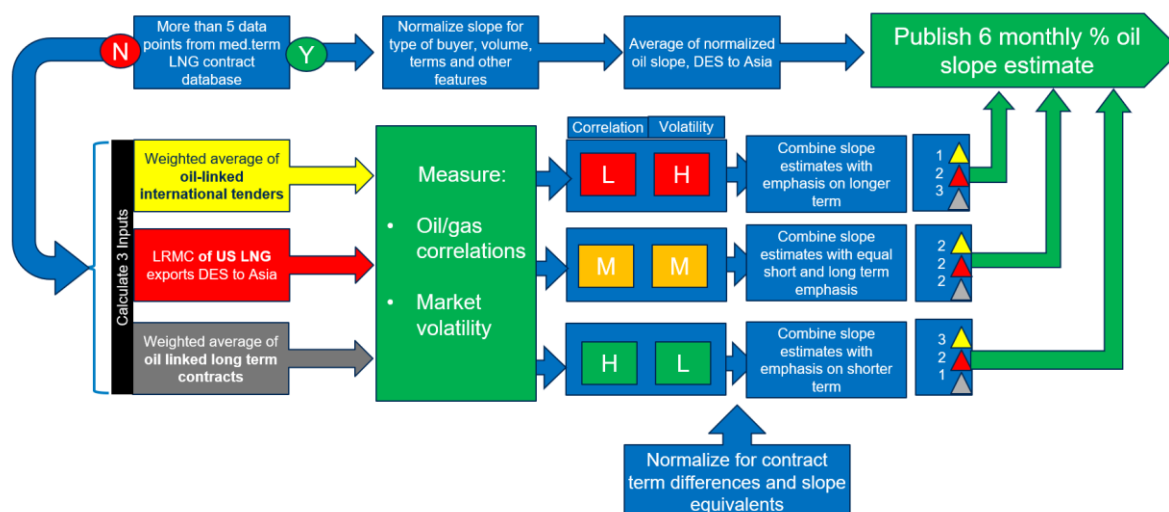 More than 5 data
points from med.term
LNG contract
database
N
Y
Normalize slope for
type of buyer, volume,
terms and other
features
Average of normalized
oil slope, DES to Asia
Publish 6 monthly % oil
slope estimate
Calculate 3 Inputs
Weighted average of
oil-linked
international tenders
LRMC of US LNG
exports DES to Asia
Weighted average of
oil linked long term
contracts
Measure:
• Oil/gas
correlations
• Market
volatility
Correlation Volatility
L H
Combine slope
estimates with
emphasis on longer
term
1
2
3
M M
Combine slope
estimates with equal
short and long term
emphasis
2
2
2
H L
Combine slope
estimates with
emphasis on shorter
term
3
2
1
Normalize for contract
term differences and slope
equivalents